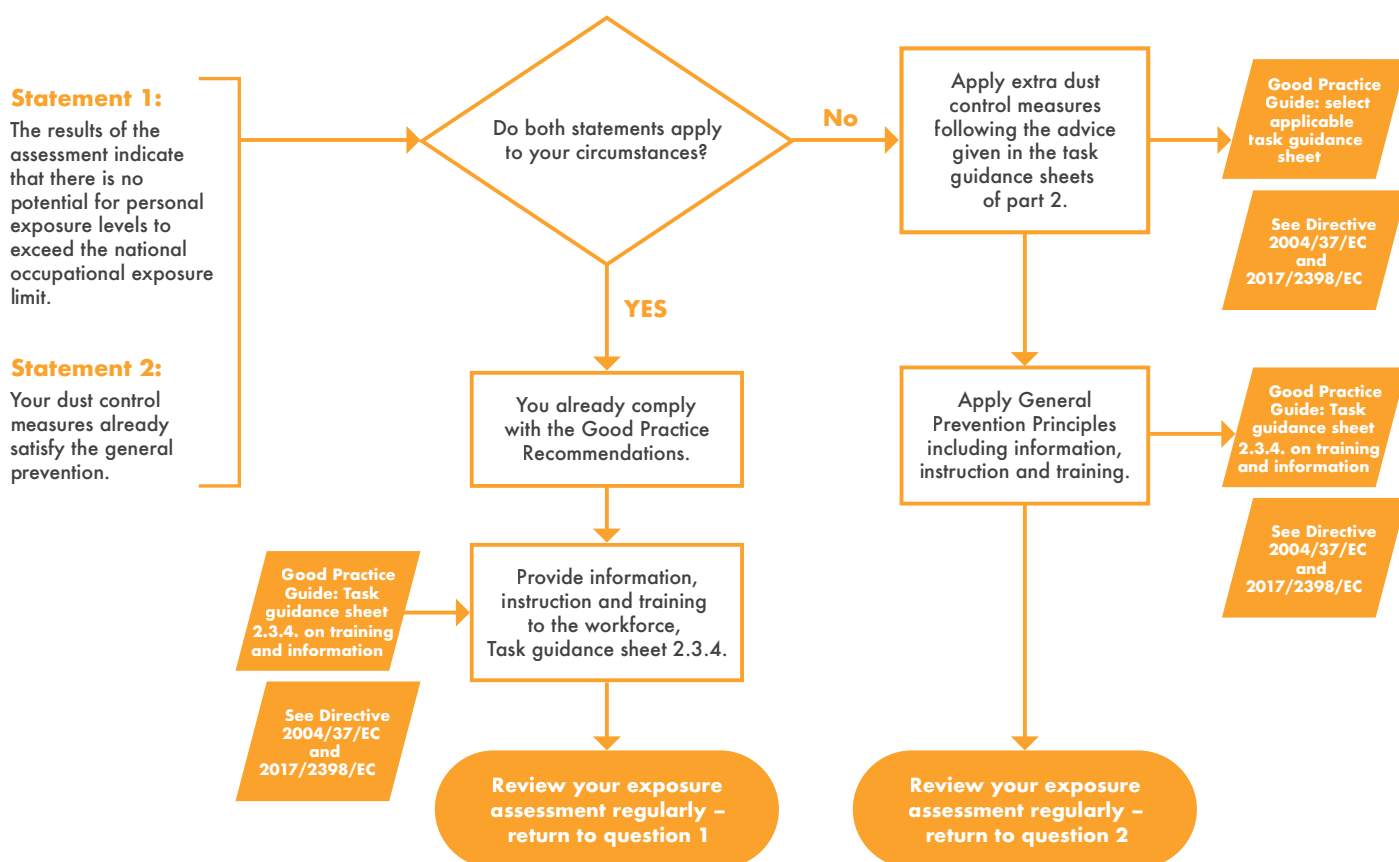 Statement 1:
The results of the
assessment indicate
that there is no
potential for personal
exposure levels to
exceed the national
occupational exposure
limit.
Statement 2:
Your dust control
measures already
satisfy the general
prevention.
Do both statements apply
to your circumstances?
No
Apply extra dust
control measures
following the advice
given in the task
guidance sheets
of part 2.
Good Practice
Guide: select
applicable
task guidance
sheet
See Directive
2004/37/EC
and
2017/2398/EC
YES
You already comply
with the Good Practice
Recommendations.
Apply General
Prevention Principles
including information,
instruction and training.
Good Practice
Guide: Task
guidance sheet
2.3.4. on training
and information
See Directive
2004/37/EC
and
2017/2398/EC
Good Practice
Guide: Task
guidance sheet
2.3.4. on training
and information
Provide information,
instruction and training
to the workforce,
Task guidance sheet 2.3.4.
See Directive
2004/37/EC
and
2017/2398/EC
Review your exposure
assessment regularly –
return to question 1
Review your exposure
assessment regularly –
return to question 2